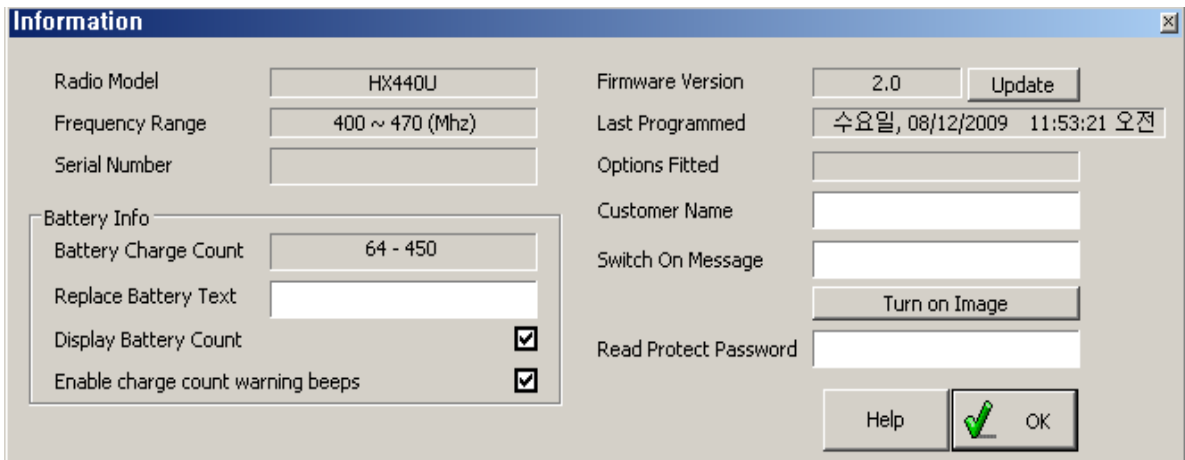 Information
Radio Model HX440U
Frequency Range 400 ~ 470 (Mhz)
Serial Number
Battery Info
Battery Charge Count 64 - 450
Replace Battery Text
Display Battery Count
Enable charge count warning beeps
Firmware Version 2.0 Update
Last Programmed 수요일, 08/12/2009 11:53:21 오전
Options Fitted
Customer Name
Switch On Message
Turn on Image
Read Protect Password
Help OK